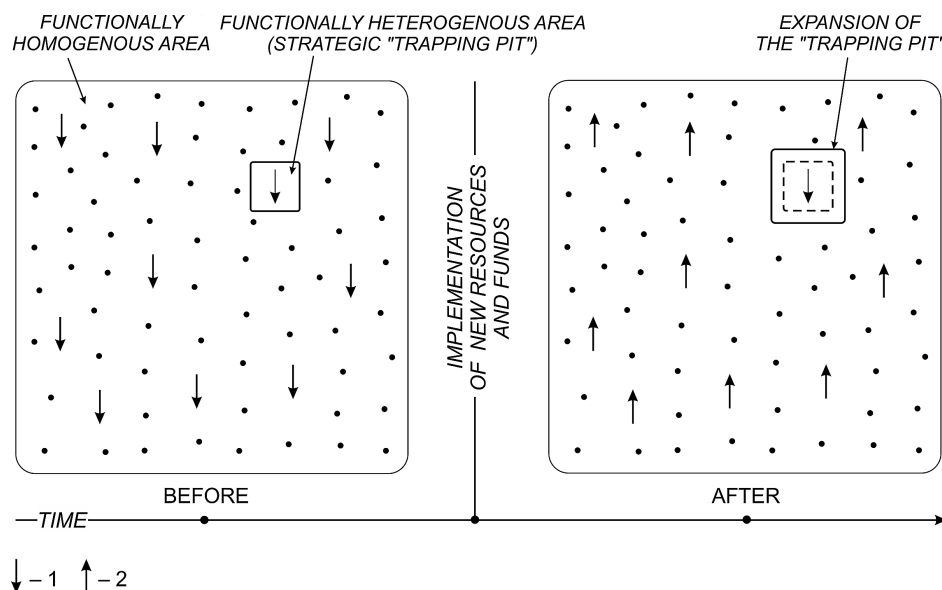 FUNCTIONALLY
HOMOGENOUS AREA
FUNCTIONALLY HETEROGENOUS AREA
(STRATEGIC "TRAPPING PIT")
EXPANSION OF
THE "TRAPPING PIT"
IMPLEMENTATION
OF NEW RESOURCES
AND FUNDS
BEFORE
AFTER
TIME
– 1
– 2